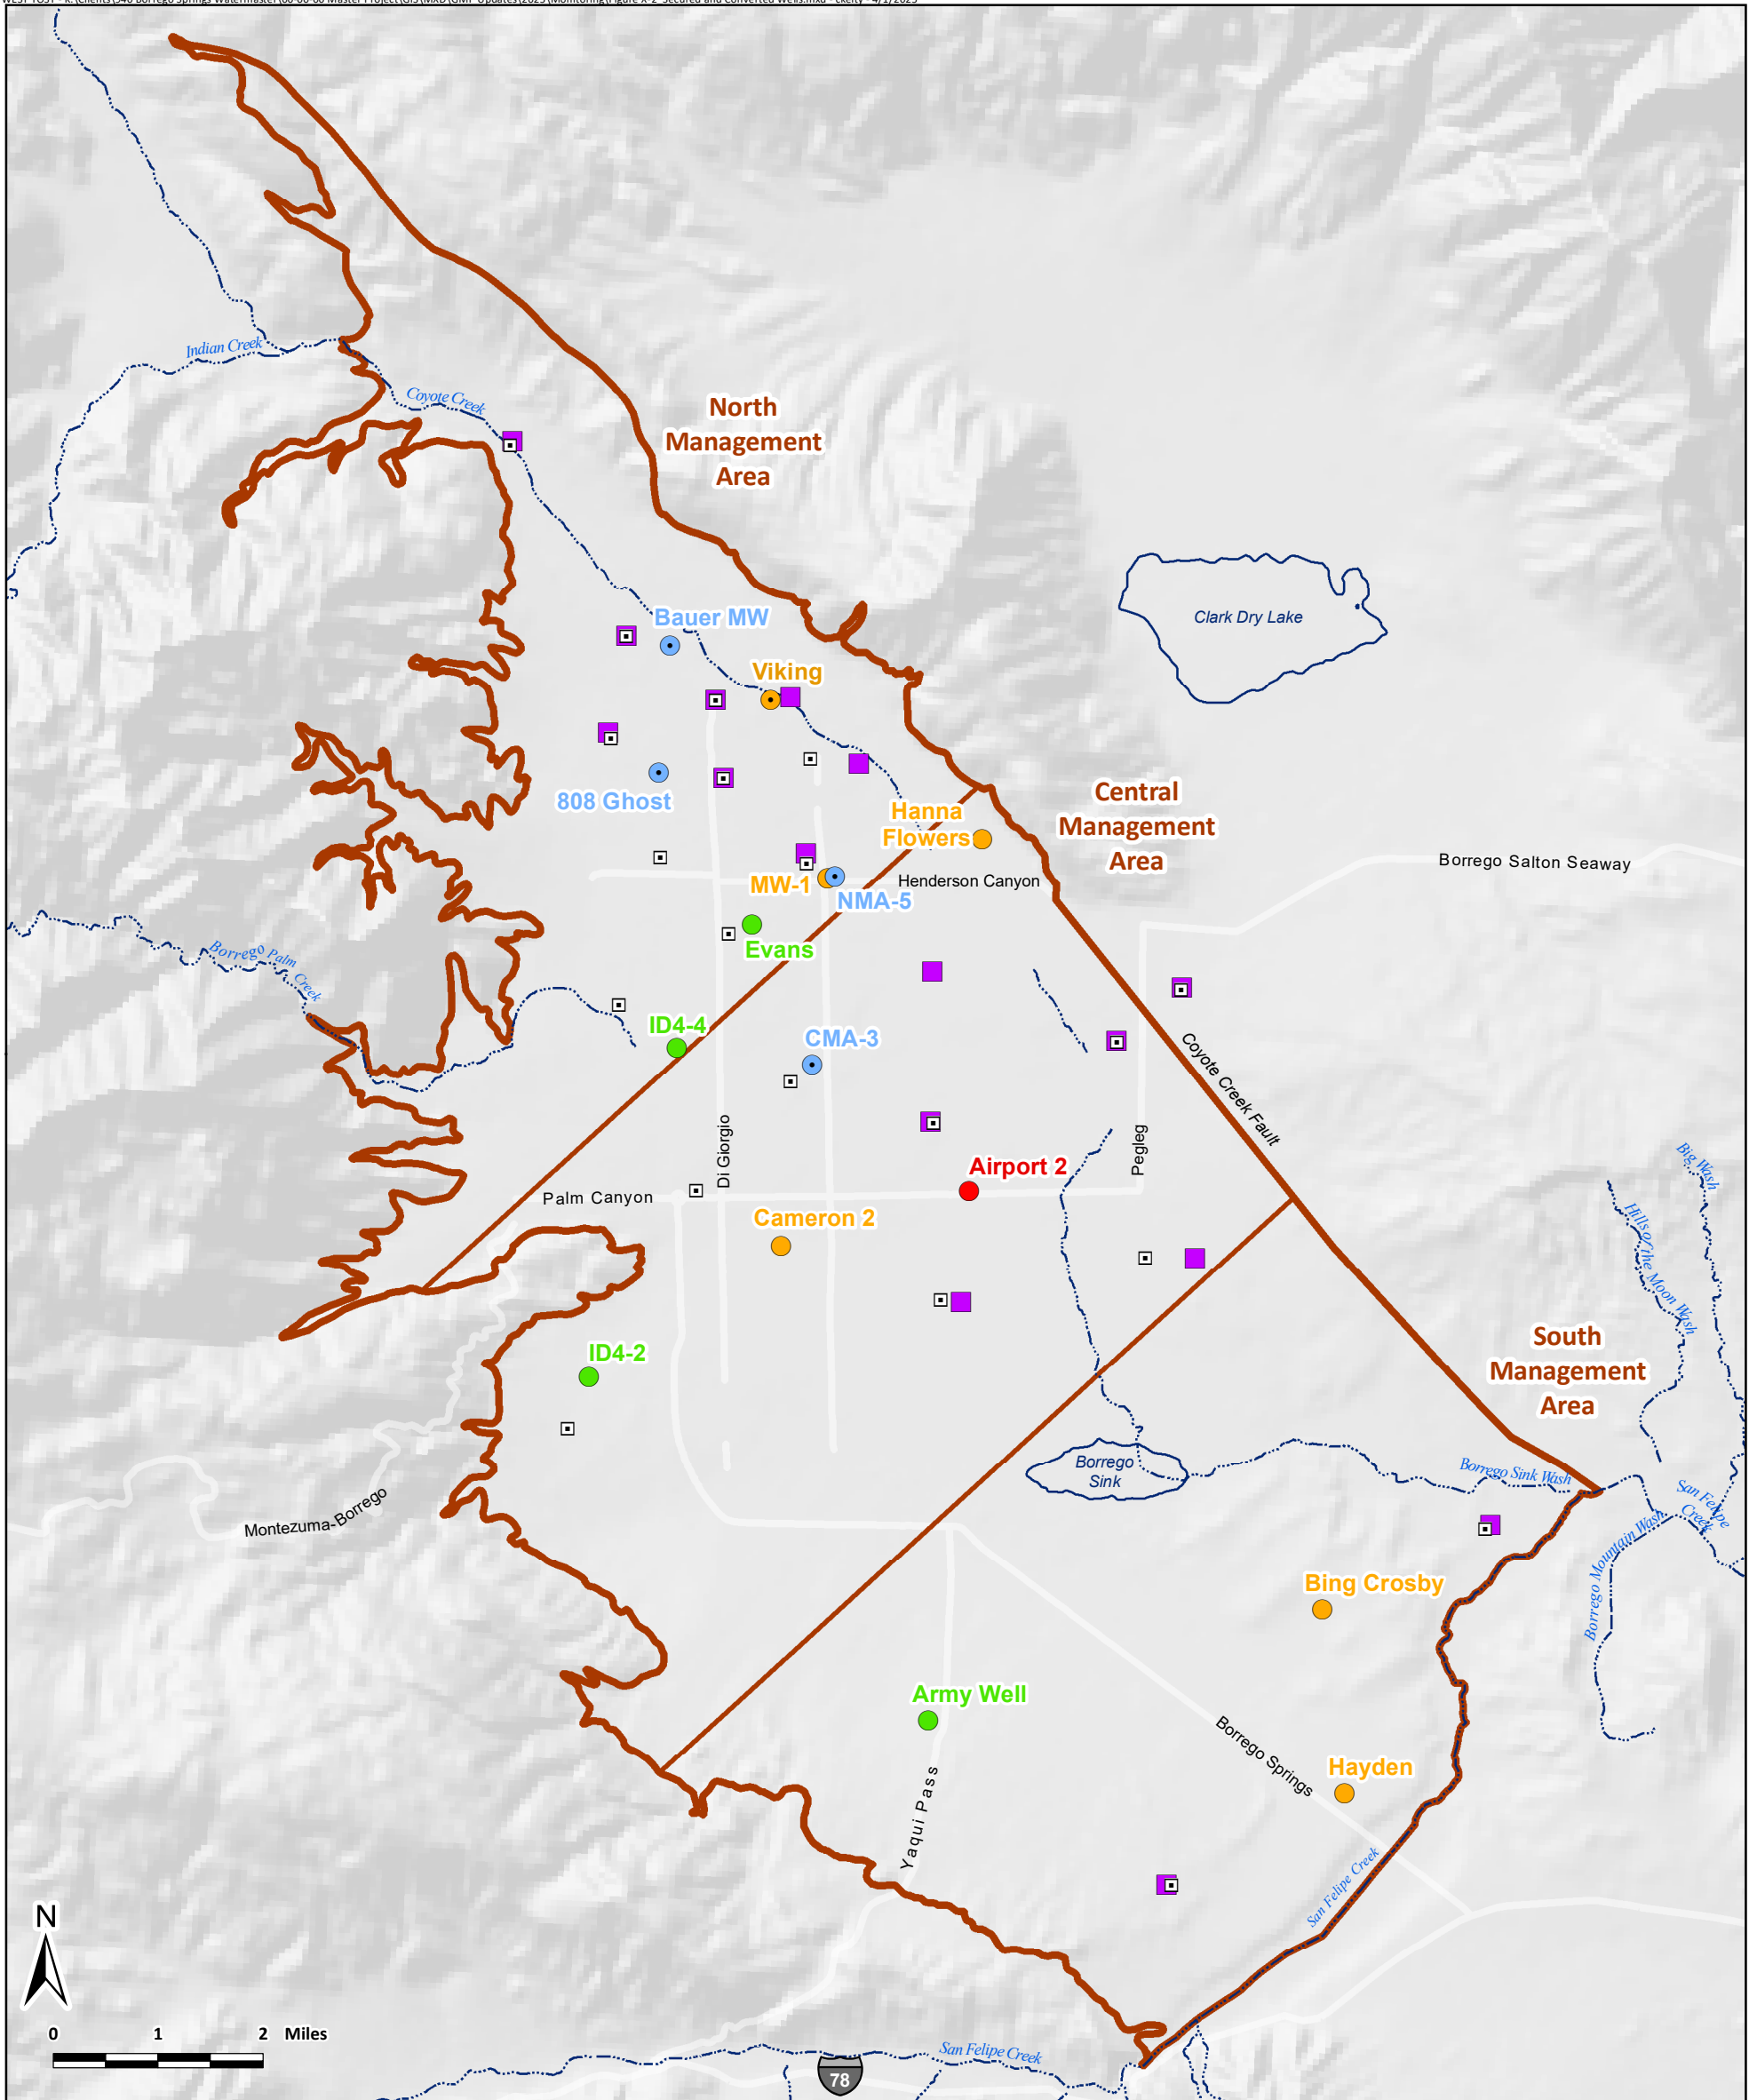 Indian Creek
Coyote Creek
North
Management
Area
Clark Dry Lake
Bauer MW
Viking
808 Ghost
Central
Management
Area
Hanna
Flowers
Borrego Salton Seaway
MW-1
Henderson Canyon
NMA-5
Evans
Borrego Palm
Creek
ID4-4
CMA-3
Coyote Creek Fault
Di Giorgio
Pegleg
Airport 2
Palm Canyon
Cameron 2
Big Wash
Hills of the Moon Wash
ID4-2
South
Management
Area
Borrego
Sink
Borrego Sink Wash
San Felipe
Creek
Montezuma-Borrego
Borrego Mountain Wash
Bing Crosby
Army Well
Borrego Springs
Hayden
Yaqui Pass
San Felipe Creek
N
0 1 2 Miles
San Felipe Creek
78